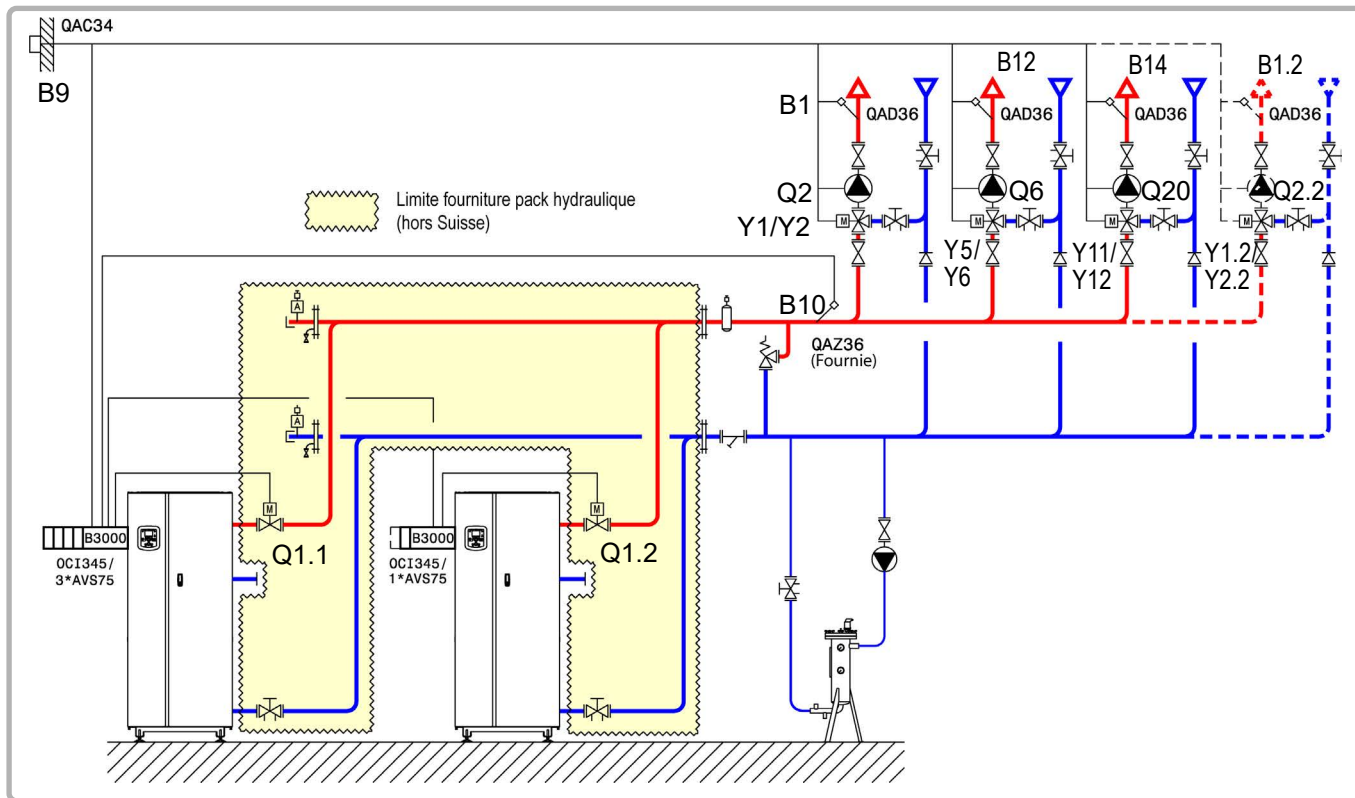 QAC34
B9
B12
B14
B1.2
B1
QAD36
QAD36
QAD36
QAD36
Q2
Q6
Q20
Q2.2
Limite fourniture pack hydraulique
(hors Suisse)
M
M
M
M
Y1/Y2
Y5/
Y6
Y11/
Y12
Y1.2/
Y2.2
A
B10
QAZ36
(Fournie)
A
M
M
B3000
OCI345/
3*AVS75
Q1.1
B3000
OCI345/
1*AVS75
Q1.2